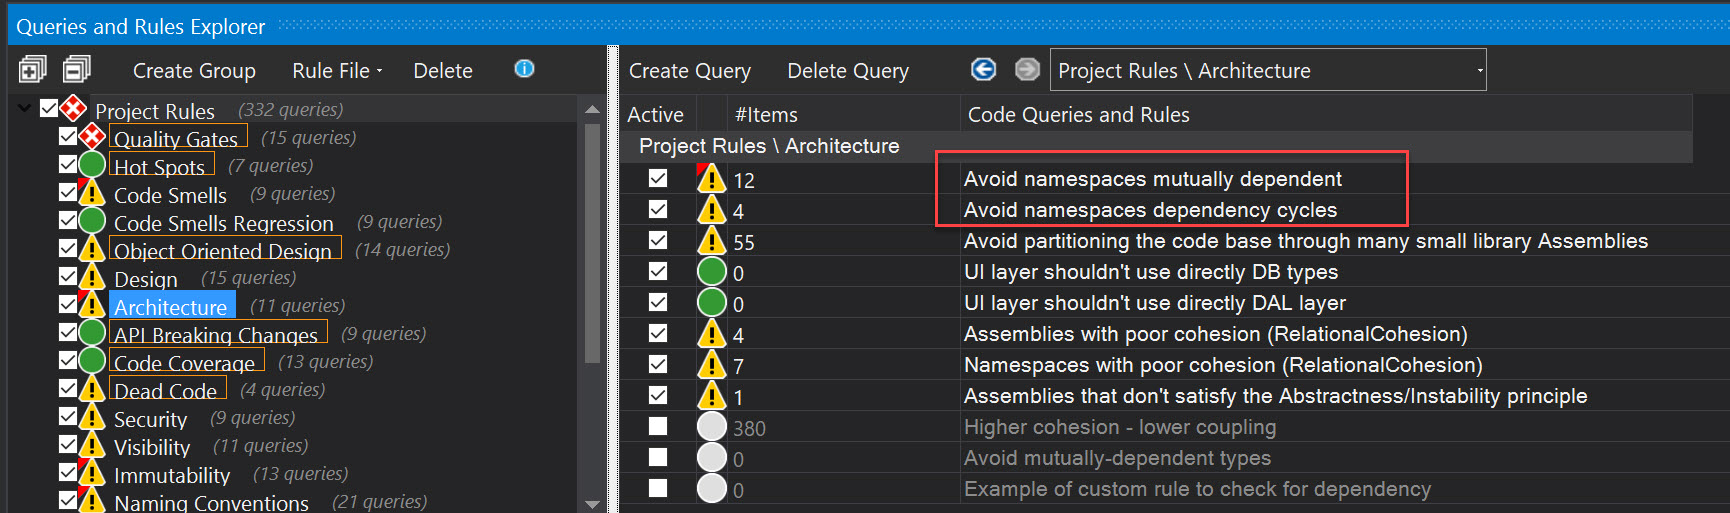 Queries and Rules Explorer
Create Group Rule File Delete
Project Rules (332 queries)
Quality Gates (15 queries)
Hot Spots (7 queries)
Code Smells (9 queries)
Code Smells Regression (9 queries)
Object Oriented Design (14 queries)
Design (15 queries)
Architecture (11 queries)
API Breaking Changes (9 queries)
Code Coverage (13 queries)
Dead Code (4 queries)
Security (9 queries)
Visibility (11 queries)
Immutability (13 queries)
Naming Conventions (21 queries)
Create Query Delete Query Project Rules \ Architecture
Active #Items Code Queries and Rules
Project Rules \ Architecture
12 Avoid namespaces mutually dependent
4 Avoid namespaces dependency cycles
55 Avoid partitioning the code base through many small library Assemblies
0 UI layer shouldn't use directly DB types
0 UI layer shouldn't use directly DAL layer
4 Assemblies with poor cohesion (RelationalCohesion)
7 Namespaces with poor cohesion (RelationalCohesion)
1 Assemblies that don't satisfy the Abstractness/Instability principle
380 Higher cohesion - lower coupling
0 Avoid mutually-dependent types
0 Example of custom rule to check for dependency